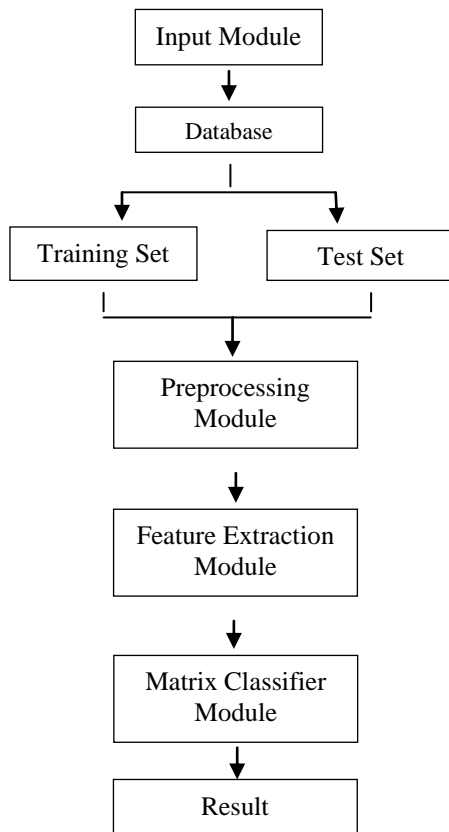 Input Module
Database
Training Set
Test Set
Preprocessing
Module
Feature Extraction
Module
Matrix Classifier
Module
Result